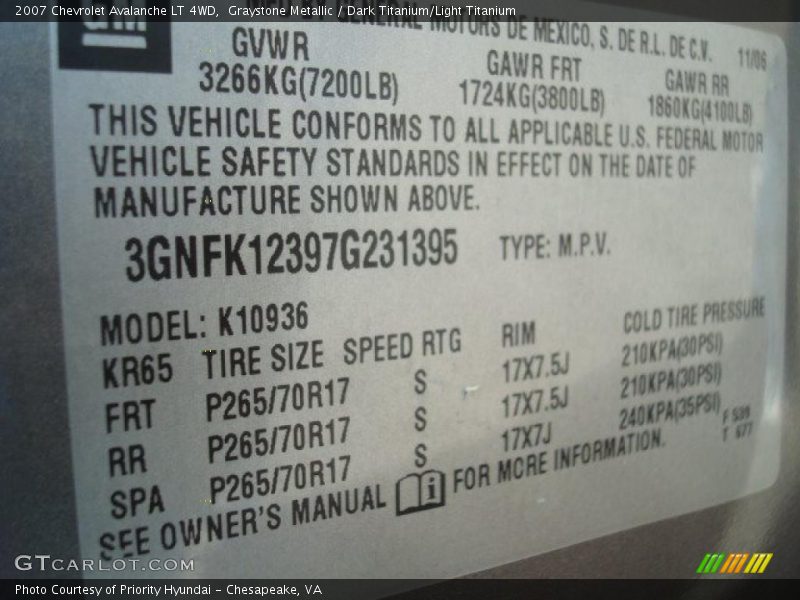 2007 Chevrolet Avalanche LT 4WD, Graystone Metallic / Dark Titanium/Light Titanium
GM
GENERAL MOTORS DE MEXICO, S. DE R.L. DE C.V. 11/06
GVWR GAWR FRT GAWR RR
3266KG(7200LB) 1724KG(3800LB) 1860KG(4100LB)
THIS VEHICLE CONFORMS TO ALL APPLICABLE U.S. FEDERAL MOTOR
VEHICLE SAFETY STANDARDS IN EFFECT ON THE DATE OF
MANUFACTURE SHOWN ABOVE.
3GNFK12397G231395 TYPE: M.P.V.
MODEL: K10936
KR65 TIRE SIZE SPEED RTG RIM COLD TIRE PRESSURE
FRT P265/70R17 S 17X7.5J 210KPA(30PSI)
RR P265/70R17 S 17X7.5J 210KPA(30PSI)
SPA P265/70R17 S 17X7J 240KPA(35PSI)
SEE OWNER'S MANUAL i FOR MORE INFORMATION.
GTCARLOT.COM
Photo Courtesy of Priority Hyundai - Chesapeake, VA